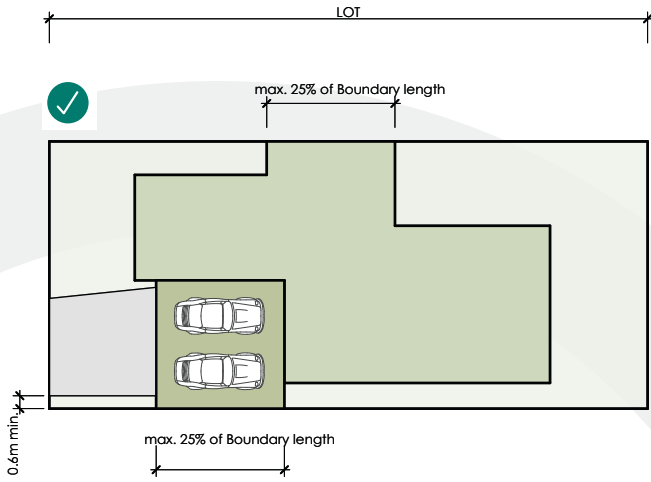 LOT
max. 25% of Boundary length
0.6m min.
max. 25% of Boundary length